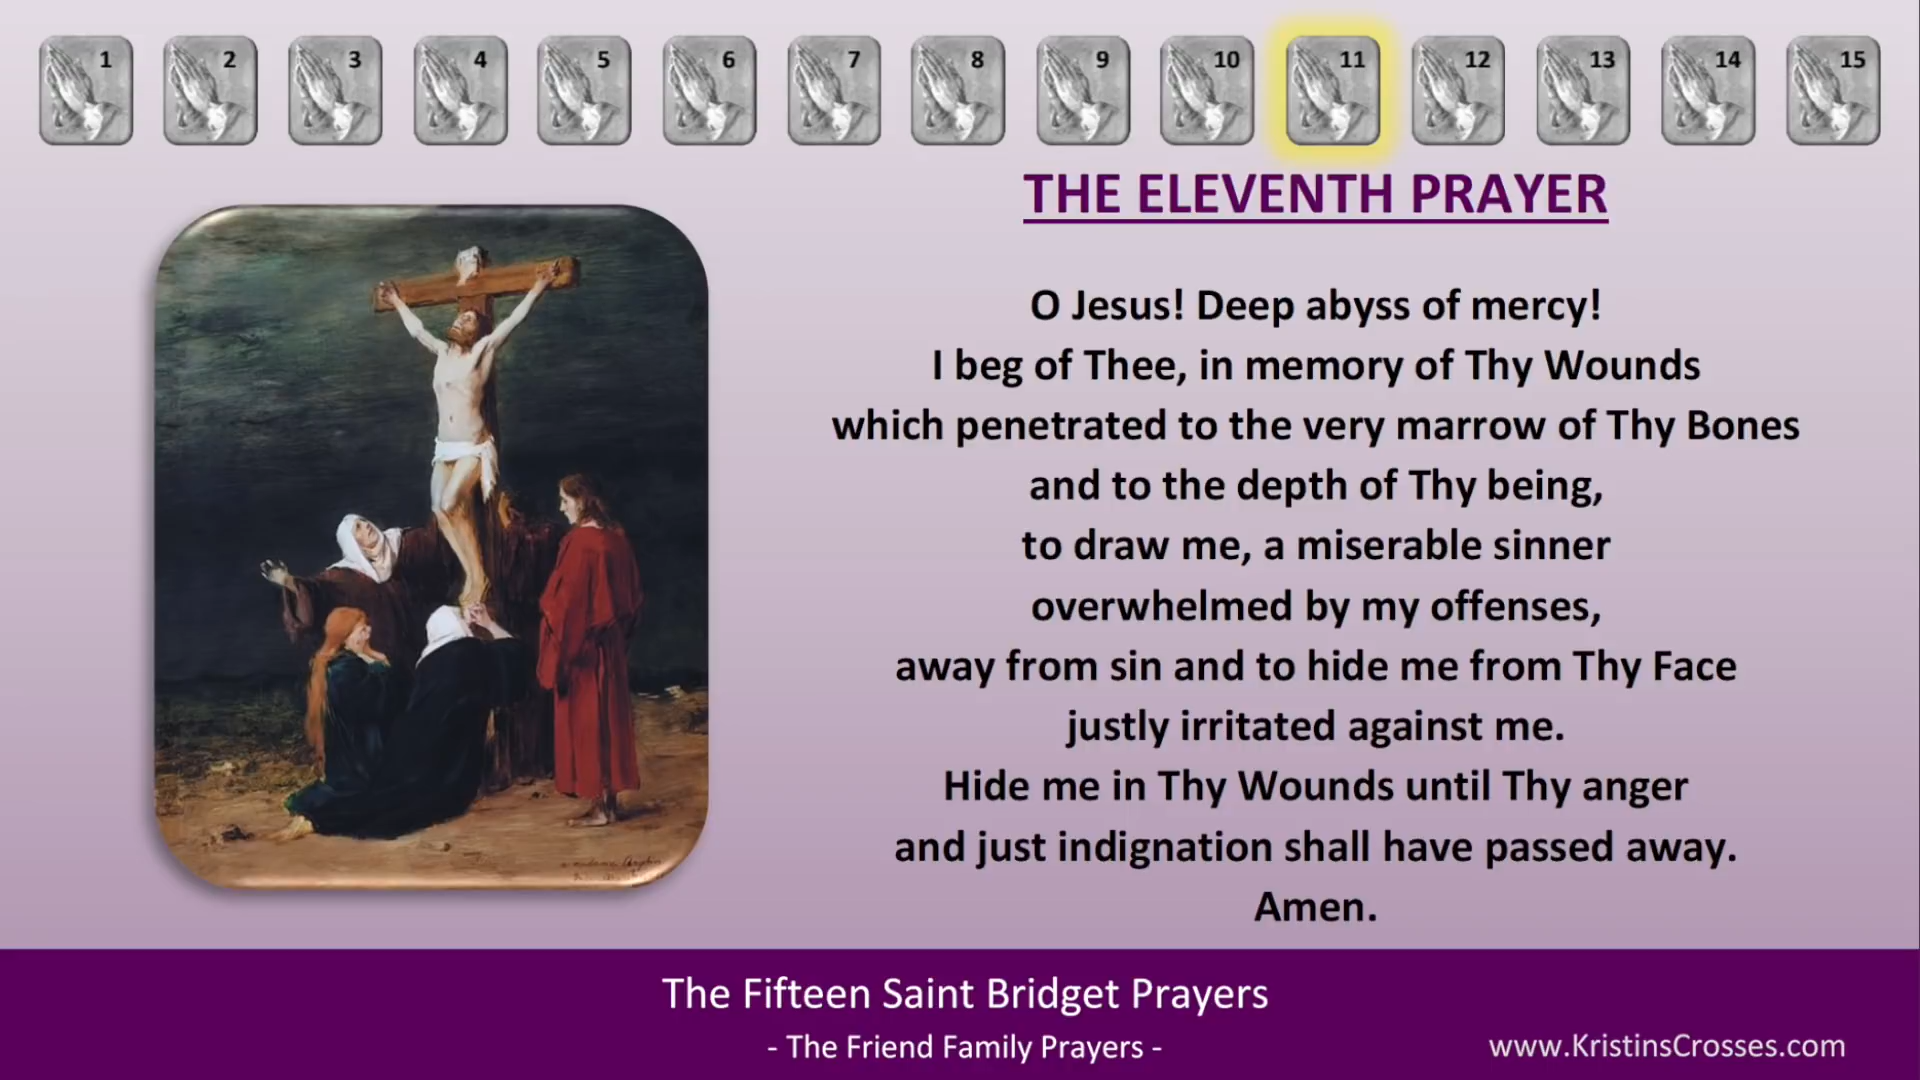 1 2 3 4 5 6 7 8 9 10 11 12 13 14 15
THE ELEVENTH PRAYER
O Jesus! Deep abyss of mercy!
I beg of Thee, in memory of Thy Wounds
which penetrated to the very marrow of Thy Bones
and to the depth of Thy being,
to draw me, a miserable sinner
overwhelmed by my offenses,
away from sin and to hide me from Thy Face
justly irritated against me.
Hide me in Thy Wounds until Thy anger
and just indignation shall have passed away.
Amen.
The Fifteen Saint Bridget Prayers
- The Friend Family Prayers -
www.KristinsCrosses.com